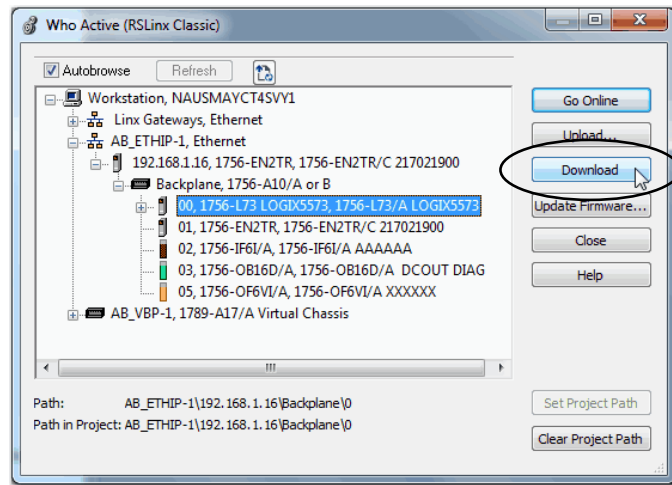 Who Active (RSLinx Classic)
Autobrowse
Refresh
Workstation, NAUSMAYCT4SVY1
Linx Gateways, Ethernet
AB_ETHIP-1, Ethernet
192.168.1.16, 1756-EN2TR, 1756-EN2TR/C 217021900
Backplane, 1756-A10/A or B
00, 1756-L73 LOGIX5573, 1756-L73/A LOGIX5573
01, 1756-EN2TR, 1756-EN2TR/C 217021900
02, 1756-IF6I/A, 1756-IF6I/A AAAAAA
03, 1756-OB16D/A, 1756-OB16D/A DCOUT DIAG
05, 1756-OF6VI/A, 1756-OF6VI/A XXXXXX
AB_VBP-1, 1789-A17/A Virtual Chassis
Go Online
Upload...
Download
Update Firmware...
Close
Help
Path: AB_ETHIP-1\192.168.1.16\Backplane\0
Path in Project: AB_ETHIP-1\192.168.1.16\Backplane\0
Set Project Path
Clear Project Path